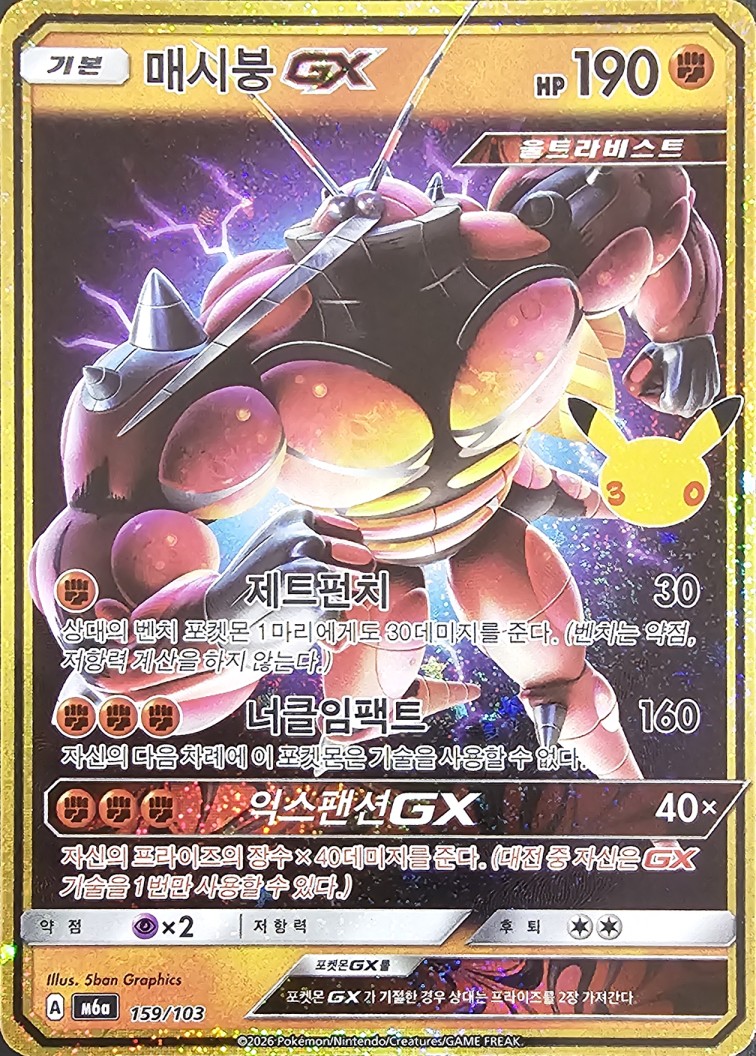 기본 매시붕 GX HP 190
울트라비스트
30
제트펀치 30
상대의 벤치 포켓몬 1마리에게도 30데미지를 준다. (벤치는 약점,
저항력 계산을 하지 않는다.)
너클임팩트 160
자신의 다음 차례에 이 포켓몬은 기술을 사용할 수 없다.
익스팬션GX 40×
자신의 프라이즈의 장수 × 40데미지를 준다. (대전 중 자신은 GX
기술을 1번만 사용할 수 있다.)
약점 ×2 저항력 후퇴
Illus. 5ban Graphics
포켓몬GX룰
포켓몬GX가 기절한 경우 상대는 프라이즈를 2장 가져간다.
A M6a 159/103
©2026 Pokémon/Nintendo/Creatures/GAME FREAK.